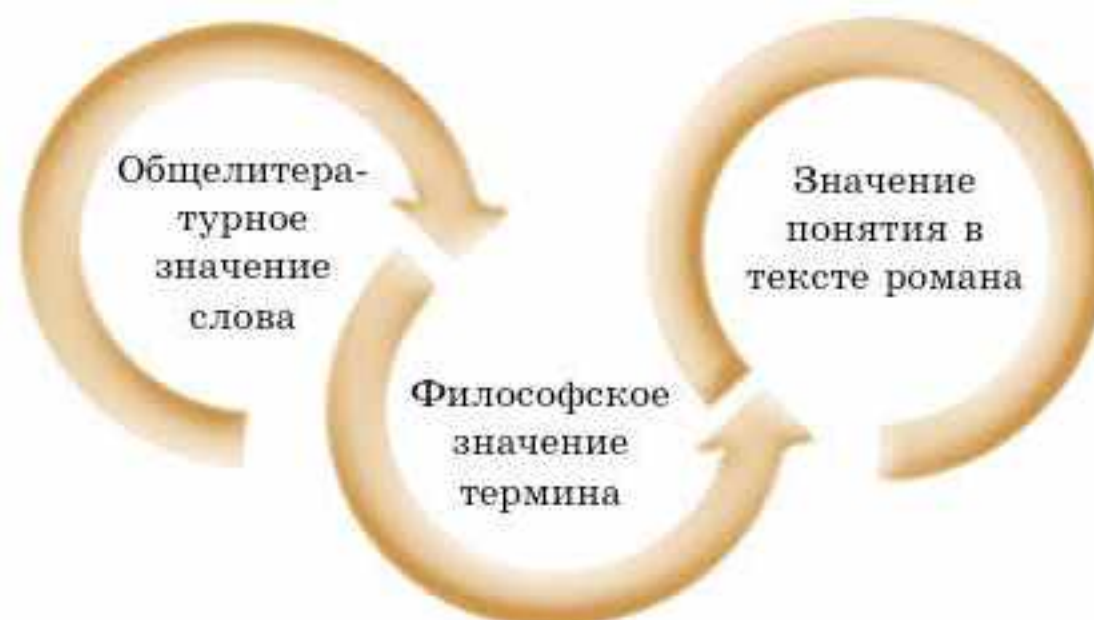 Общелитера-
турное
значение
слова
Философское
значение
термина
Значение
понятия в
тексте романа